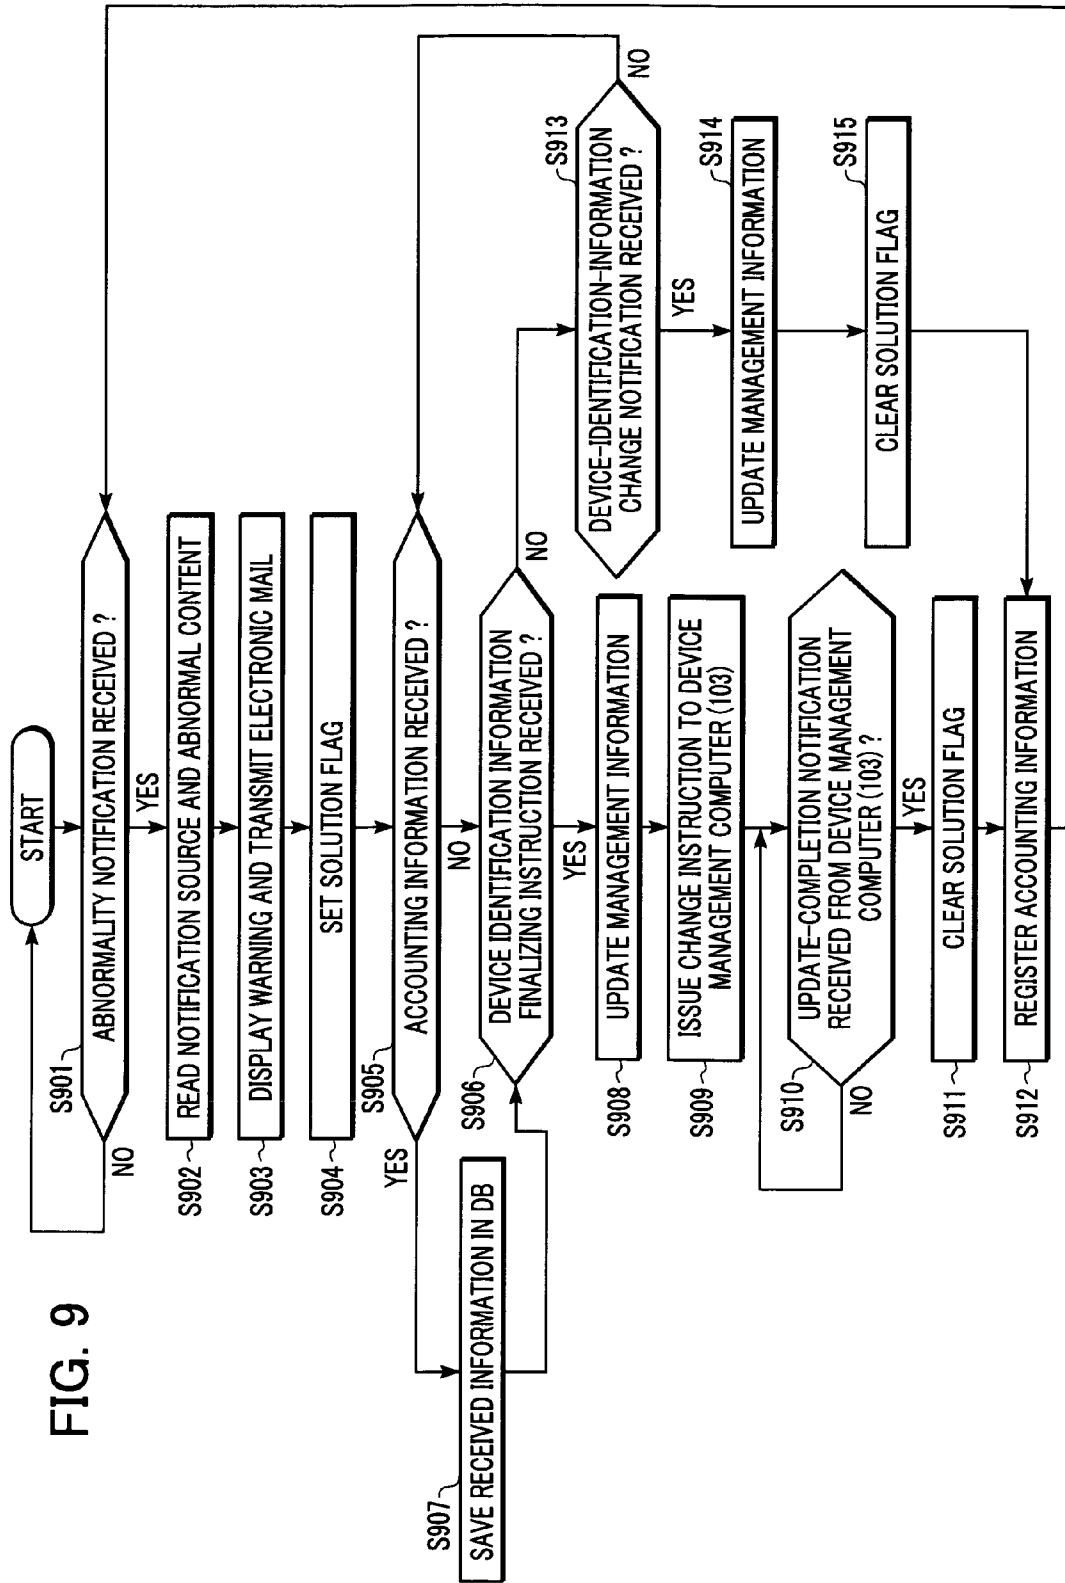 FIG. 9
START
S901
ABNORMALITY NOTIFICATION RECEIVED ?
NO
YES
S902
READ NOTIFICATION SOURCE AND ABNORMAL CONTENT
S903
DISPLAY WARNING AND TRANSMIT ELECTRONIC MAIL
S904
SET SOLUTION FLAG
S905
ACCOUNTING INFORMATION RECEIVED ?
YES
NO
S907
SAVE RECEIVED INFORMATION IN DB
S906
DEVICE IDENTIFICATION INFORMATION
FINALIZING INSTRUCTION RECEIVED ?
NO
YES
S908
UPDATE MANAGEMENT INFORMATION
S909
ISSUE CHANGE INSTRUCTION TO DEVICE
MANAGEMENT COMPUTER (103)
S910
UPDATE-COMPLETION NOTIFICATION
RECEIVED FROM DEVICE MANAGEMENT
COMPUTER (103) ?
NO
YES
S911
CLEAR SOLUTION FLAG
S912
REGISTER ACCOUNTING INFORMATION
S913
DEVICE-IDENTIFICATION-INFORMATION
CHANGE NOTIFICATION RECEIVED ?
NO
YES
S914
UPDATE MANAGEMENT INFORMATION
S915
CLEAR SOLUTION FLAG